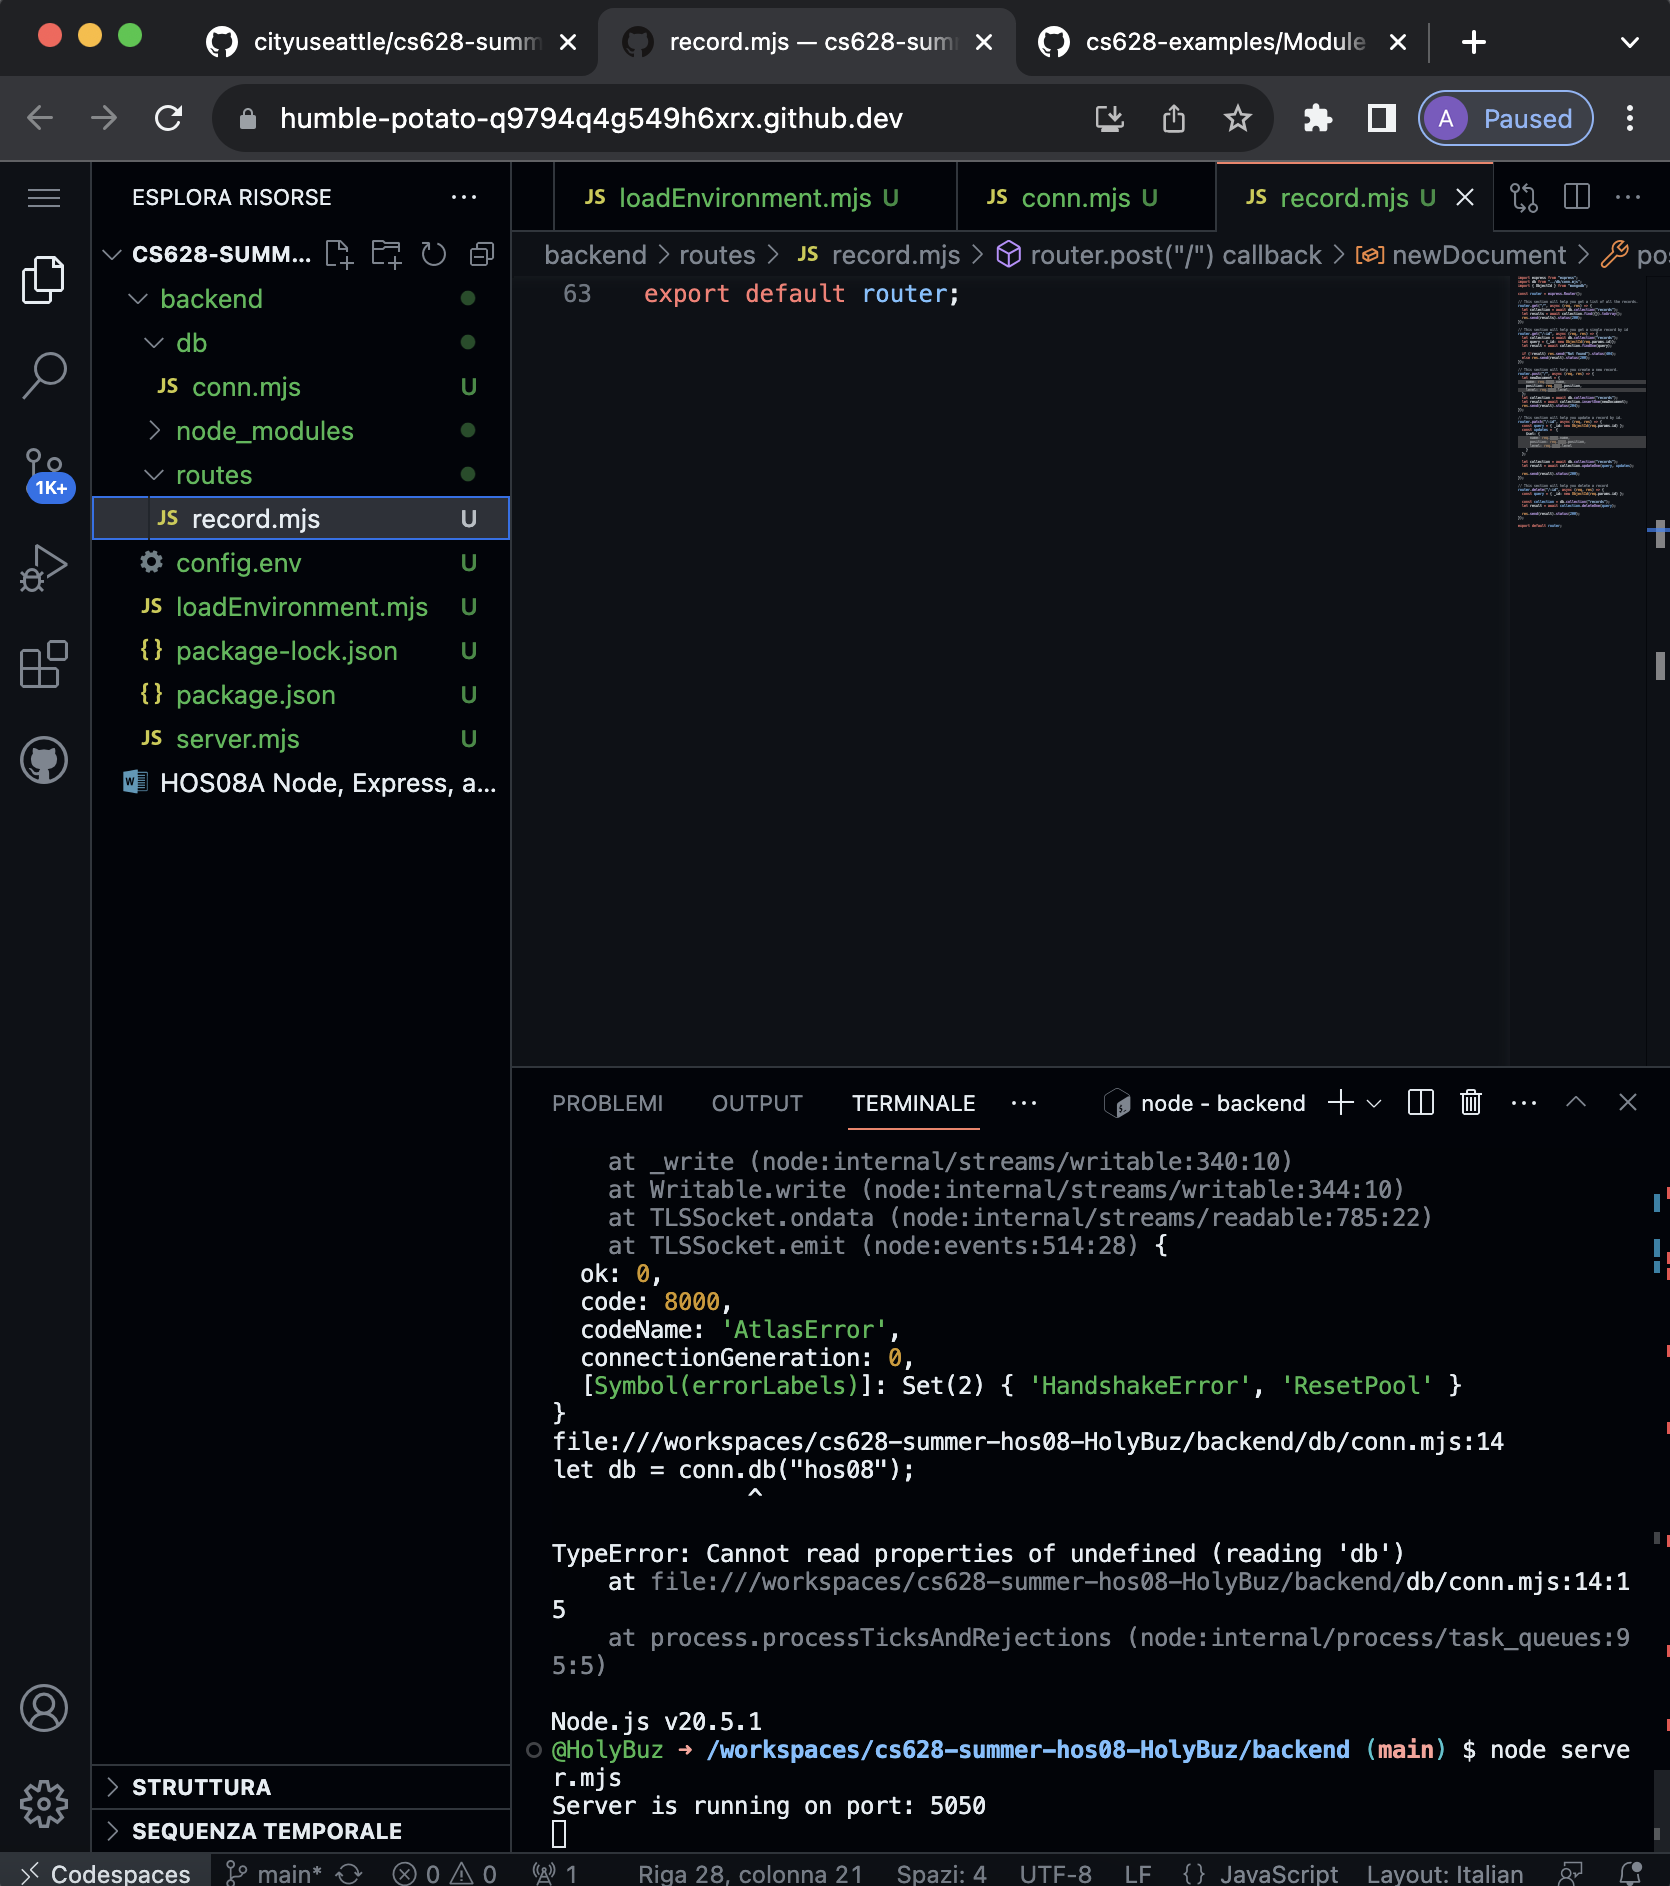 cityuseattle/cs628-summ
record.mjs — cs628-sum
cs628-examples/Module
humble-potato-q9794q4g549h6xrx.github.dev
A Paused
ESPLORA RISORSE
JS loadEnvironment.mjs U
JS conn.mjs U
JS record.mjs U
CS628-SUMM...
backend > routes > JS record.mjs > router.post("/") callback > newDocument > po
63 export default router;
backend
db
JS conn.mjs U
node_modules
routes
JS record.mjs U
config.env U
JS loadEnvironment.mjs U
{} package-lock.json U
{} package.json U
JS server.mjs U
HOS08A Node, Express, a...
1K+
PROBLEMI OUTPUT TERMINALE node - backend
at _write (node:internal/streams/writable:340:10)
at Writable.write (node:internal/streams/writable:344:10)
at TLSSocket.ondata (node:internal/streams/readable:785:22)
at TLSSocket.emit (node:events:514:28) {
ok: 0,
code: 8000,
codeName: 'AtlasError',
connectionGeneration: 0,
[Symbol(errorLabels)]: Set(2) { 'HandshakeError', 'ResetPool' }
}
file:///workspaces/cs628-summer-hos08-HolyBuz/backend/db/conn.mjs:14
let db = conn.db("hos08");
^
TypeError: Cannot read properties of undefined (reading 'db')
at file:///workspaces/cs628-summer-hos08-HolyBuz/backend/db/conn.mjs:14:1
5
at process.processTicksAndRejections (node:internal/process/task_queues:9
5:5)
Node.js v20.5.1
@HolyBuz ➜ /workspaces/cs628-summer-hos08-HolyBuz/backend (main) $ node serve
r.mjs
Server is running on port: 5050
STRUTTURA
SEQUENZA TEMPORALE
Codespaces main* 0 0 1 Riga 28, colonna 21 Spazi: 4 UTF-8 LF {} JavaScript Layout: Italian